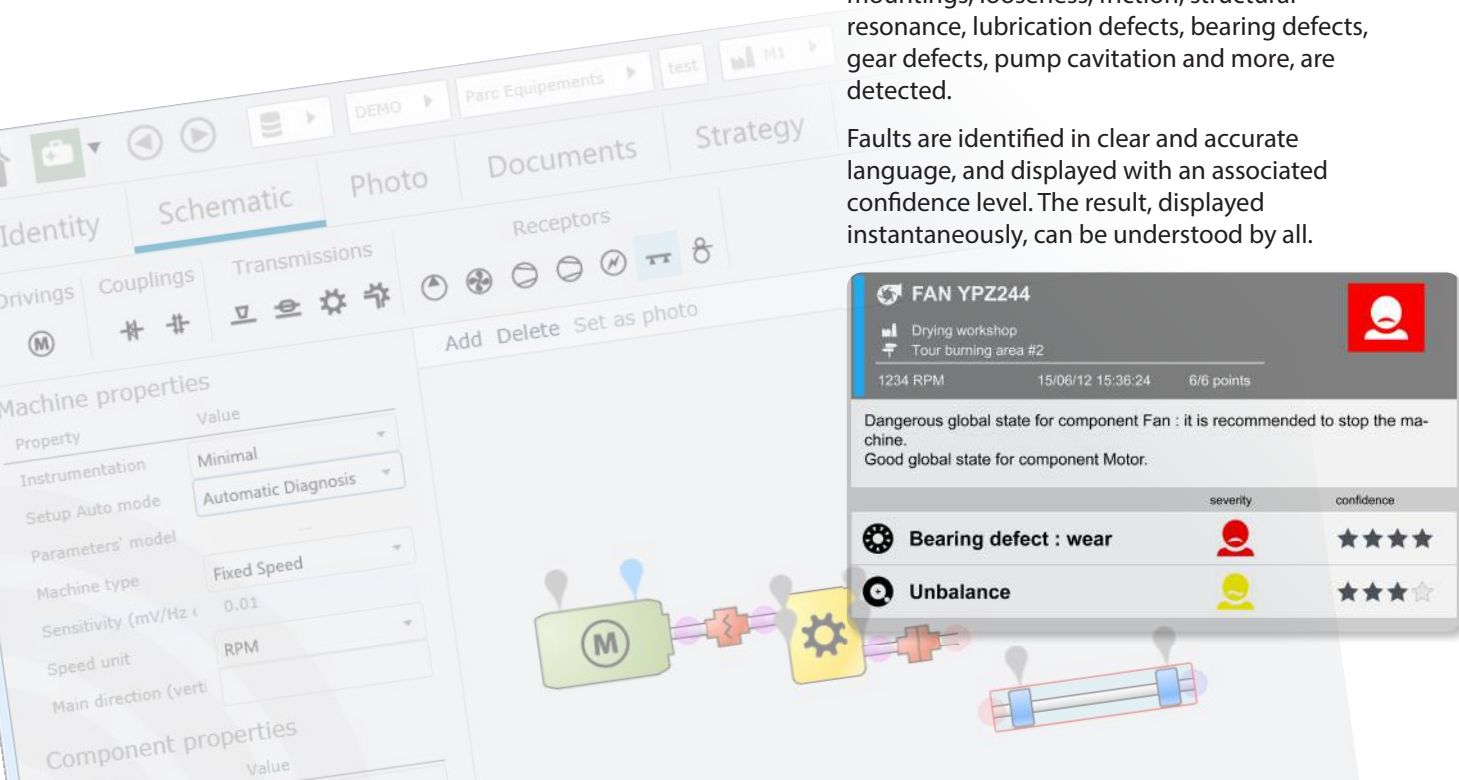 mountings, looseness, friction, structural
resonance, lubrication defects, bearing defects,
gear defects, pump cavitation and more, are
detected.
Faults are identified in clear and accurate
language, and displayed with an associated
confidence level. The result, displayed
instantaneously, can be understood by all.
DEMO
Parc Equipements
test
M1
Identity
Schematic
Photo
Documents
Strategy
Drivings
Couplings
Transmissions
Receptors
M
Add Delete Set as photo
Machine properties
Property Value
Instrumentation Minimal
Setup Auto mode Automatic Diagnosis
Parameters' model ...
Machine type Fixed Speed
Sensitivity (mV/Hz 0.01
Speed unit RPM
Main direction (vert
Component properties
Value
M
FAN YPZ244
Drying workshop
Tour burning area #2
1234 RPM 15/06/12 15:36:24 6/6 points
Dangerous global state for component Fan : it is recommended to stop the ma-
chine.
Good global state for component Motor.
severity confidence
Bearing defect : wear
Unbalance